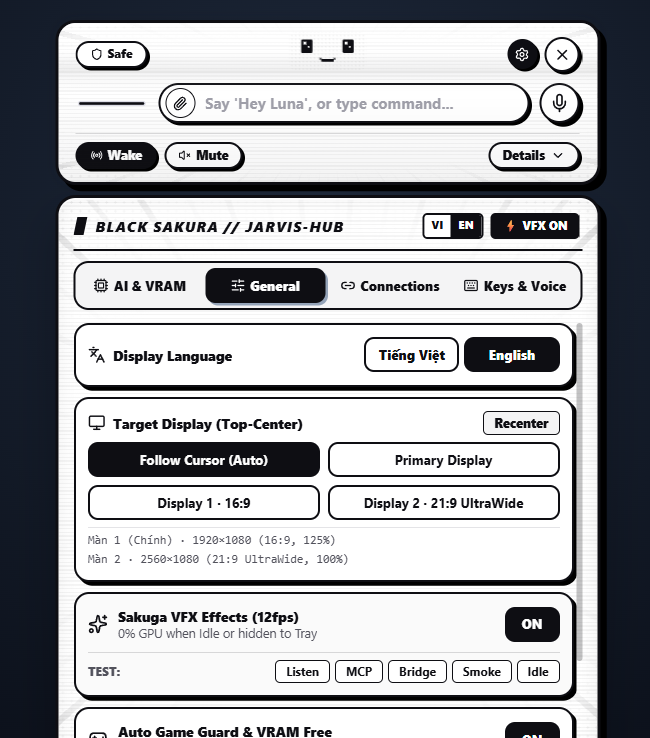 Safe
Say 'Hey Luna', or type command...
Wake
Mute
Details
BLACK SAKURA // JARVIS-HUB
VI EN
VFX ON
AI & VRAM
General
Connections
Keys & Voice
Display Language
Tiếng Việt
English
Target Display (Top-Center)
Recenter
Follow Cursor (Auto)
Primary Display
Display 1 · 16:9
Display 2 · 21:9 UltraWide
Màn 1 (Chính) · 1920×1080 (16:9, 125%)
Màn 2 · 2560×1080 (21:9 UltraWide, 100%)
Sakuga VFX Effects (12fps)
0% GPU when Idle or hidden to Tray
ON
TEST:
Listen
MCP
Bridge
Smoke
Idle
Auto Game Guard & VRAM Free
ON